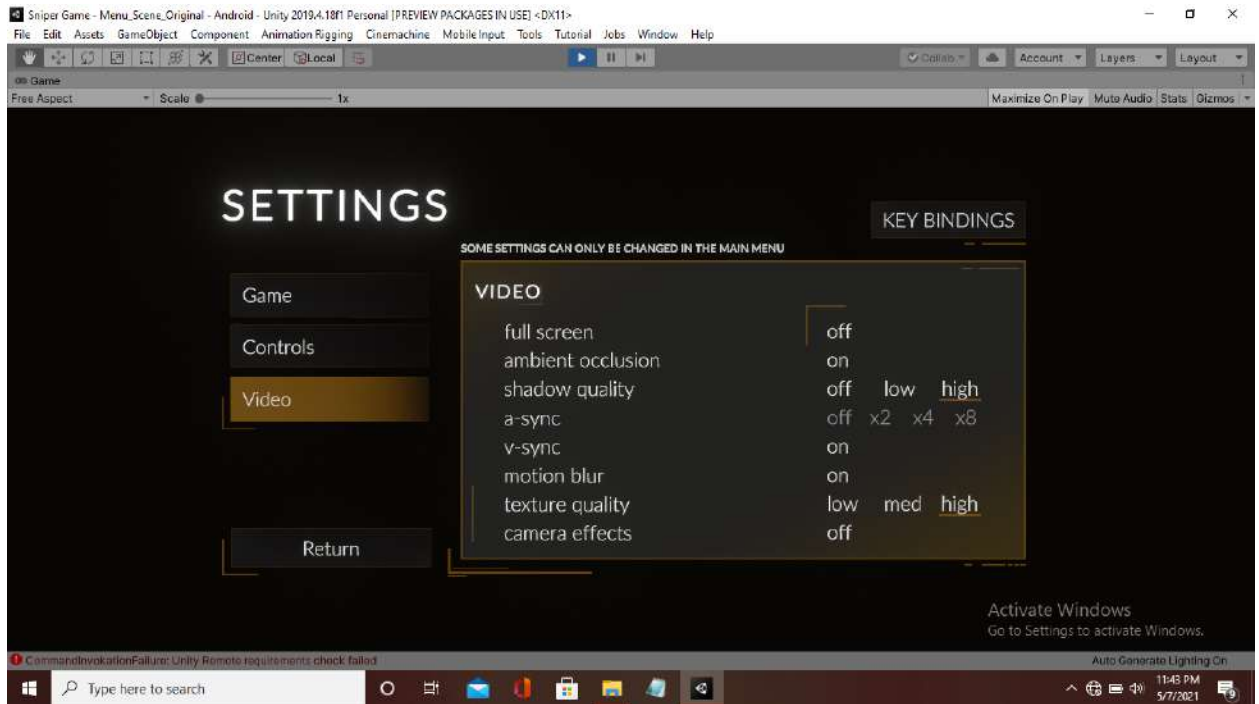 Sniper Game - Menu_Scene_Original - Android - Unity 2019.4.18f1 Personal [PREVIEW PACKAGES IN USE] <DX11>
File Edit Assets GameObject Component Animation Rigging Cinemachine Mobile Input Tools Tutorial Jobs Window Help
Center Local Collab Account Layers Layout
Game
Free Aspect Scale 1x Maximize On Play Mute Audio Stats Gizmos
SETTINGS
KEY BINDINGS
SOME SETTINGS CAN ONLY BE CHANGED IN THE MAIN MENU
Game
Controls
Video
Return
VIDEO
full screen off
ambient occlusion on
shadow quality off low high
a-sync off x2 x4 x8
v-sync on
motion blur on
texture quality low med high
camera effects off
Activate Windows
Go to Settings to activate Windows.
CommandInvokationFailure: Unity Remote requirements check failed
Auto Generate Lighting On
Type here to search
11:43 PM
5/7/2021
9